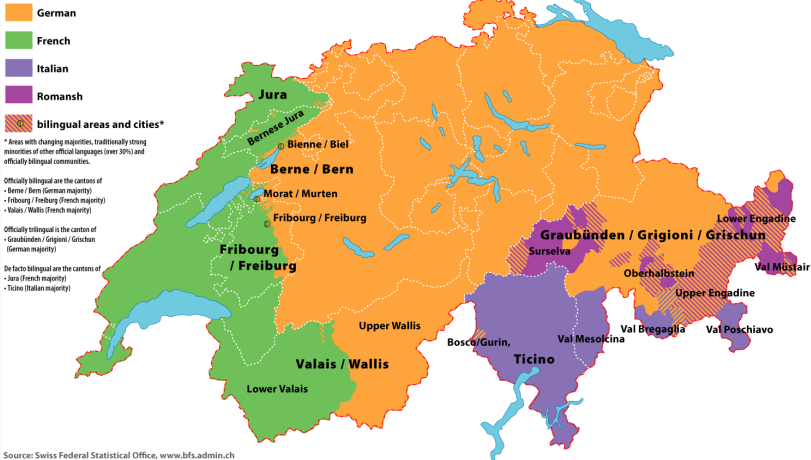 German
French
Italian
Romansh
bilingual areas and cities*
* Areas with changing majorities, traditionally strong
minorities of other official languages (over 30%) and
officially bilingual communities.
Officially bilingual are the cantons of
• Berne / Bern (German majority)
• Fribourg / Freiburg (French majority)
• Valais / Wallis (French majority)
Officially trilingual is the canton of
• Graubünden / Grigioni / Grischun
(German majority)
De facto bilingual are the cantons of
• Jura (French majority)
• Ticino (Italian majority)
Jura
Bernese Jura
Bienne / Biel
Berne / Bern
Morat / Murten
Fribourg / Freiburg
Fribourg
/ Freiburg
Graubünden / Grigioni / Grischun
Lower Engadine
Surselva
Val Müstair
Oberhalbstein
Upper Engadine
Upper Wallis
Bosco/Gurin,
Val Mesolcina
Val Bregaglia
Val Poschiavo
Ticino
Valais / Wallis
Lower Valais
Source: Swiss Federal Statistical Office, www.bfs.admin.ch